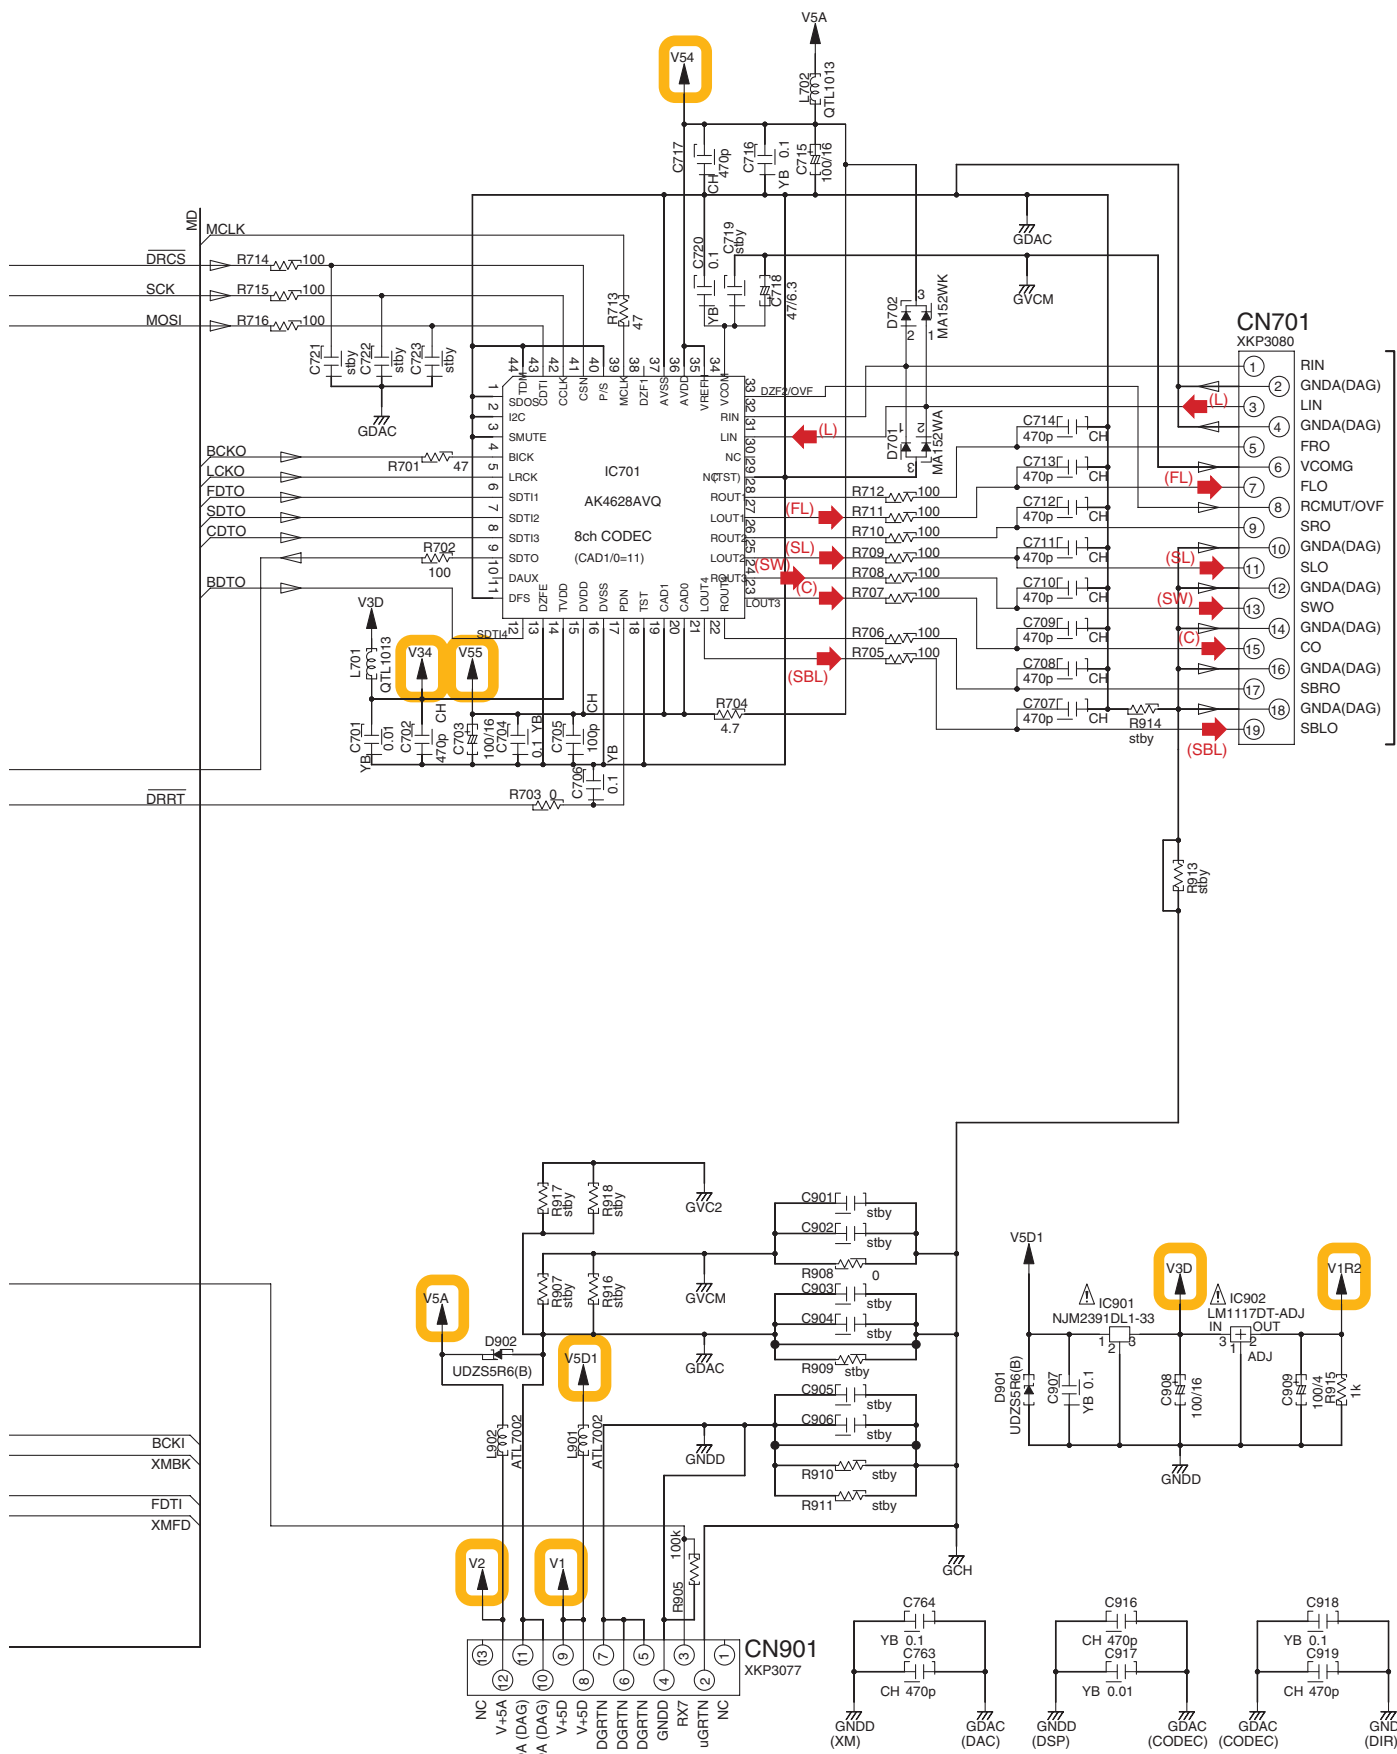 V5A
V54
L702
QTL1013
C717
470p
CH
C716
YB 0.1
C715
100/16
MD
MCLK
DRCS
R714
100
SCK
R715
100
MOSI
R716
100
C721
stby
C722
stby
C723
stby
GDAC
R713
47
C720
0.1
YB
C719
stby
C718
47/6.3
GDAC
GVCM
D702
3
2
1
MA152WK
D701
1
2
3
MA152WA
CN701
XKP3080
1 RIN
2 GNDA(DAG)
3 LIN
4 GNDA(DAG)
5 FRO
6 VCOMG
7 FLO
8 RCMUT/OVF
9 SRO
10 GNDA(DAG)
11 SLO
12 GNDA(DAG)
13 SWO
14 GNDA(DAG)
15 CO
16 GNDA(DAG)
17 SBRO
18 GNDA(DAG)
19 SBLO
(L)
(FL)
(SL)
(SW)
(C)
(SBL)
44 TDM
43 CDTI
42 CCLK
41 CSN
40 P/S
39 MCLK
38 DZF1
37 AVSS
36 AVDD
35 VREFH
34 VCOM
1 SDOS
2 I2C
3 SMUTE
4 BICK
5 LRCK
6 SDTI1
7 SDTI2
8 SDTI3
9 SDTO
10 DAUX
11 DFS
IC701
AK4628AVQ
8ch CODEC
(CAD1/0=11)
33 DZF2/OVF
32 RIN
31 LIN
30 NC
29 NC(TST)
28 ROUT1
27 LOUT1
26 ROUT2
25 LOUT2
24 ROUT3
23 LOUT3
12 SDTI4
13 DZFE
14 TVDD
15 DVDD
16 DVSS
17 PDN
18 TST
19 CAD1
20 CAD0
21 LOUT4
22 ROUT4
BCKO
R701
47
LCKO
FDTO
SDTO
CDTO
R702
100
BDTO
(L)
(FL)
(SL)
(SW)
(C)
(SBL)
R712
100
R711
100
R710
100
R709
100
R708
100
R707
100
R706
100
R705
100
C714
470p CH
C713
470p CH
C712
470p CH
C711
470p CH
C710
470p CH
C709
470p CH
C708
470p CH
C707
470p CH
R914
stby
V3D
L701
QTL1013
V34
V55
C701
0.01
YB
C702
470p CH
C703
100/16
C704
0.1 YB
C705
100p
CH
C706
0.1
YB
R704
4.7
R703 0
DRRT
R913
stby
R917
stby
R918
stby
GVC2
R907
stby
R916
stby
GVCM
V5A
D902
UDZS5R6(B)
GDAC
V5D1
L902
ATL7002
L901
ATL7002
GNDD
C901
stby
C902
stby
R908
0
C903
stby
C904
stby
R909
stby
C905
stby
C906
stby
R910
stby
R911
stby
V5D1
D901
UDZS5R6(B)
C907
YB 0.1
IC901
NJM2391DL1-33
1
2
3
V3D
C908
100/16
IC902
LM1117DT-ADJ
IN
OUT
3
1
2
ADJ
V1R2
C909
100/4
R915
1k
GNDD
BCKI
XMBK
FDTI
XMFD
V2
V1
100k
R905
GCH
CN901
XKP3077
13 NC
12 V+5A
11
10
9 V+5D
8 V+5D
7 DGRTN
6 DGRTN
5 DGRTN
4 GNDD
3 RX7
2 uGRTN
1 NC
A (DAG)
A (DAG)
C764
YB 0.1
C763
CH 470p
GNDD
(XM)
GDAC
(DAC)
C916
CH 470p
C917
YB 0.01
GNDD
(DSP)
GDAC
(CODEC)
C918
YB 0.1
C919
CH 470p
GDAC
(CODEC)
GND
(DIR)